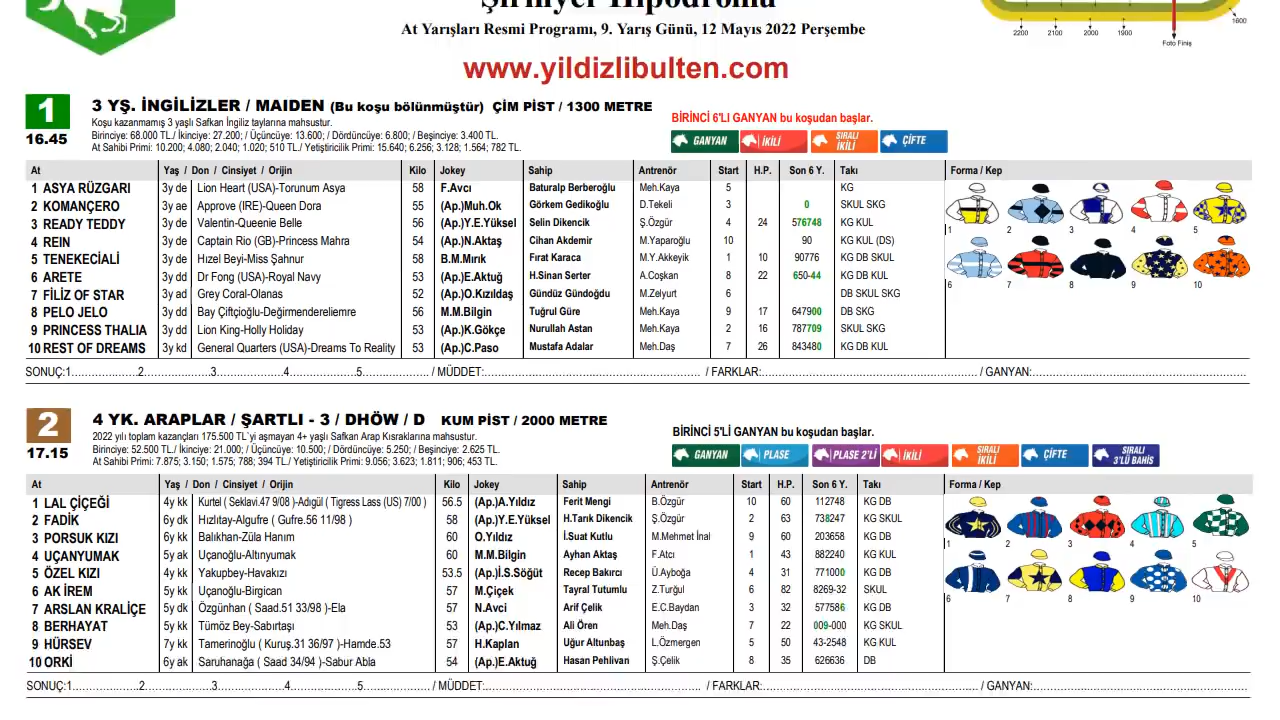 Şirinyer Hipodromu
At Yarışları Resmi Programı, 9. Yarış Günü, 12 Mayıs 2022 Perşembe
2200 2100 2000 1900 1600
Foto Finiş
www.yildizlibulten.com
1 3 YŞ. İNGİLİZLER / MAIDEN (Bu koşu bölünmüştür) ÇİM PİST / 1300 METRE
16.45
Koşu kazanmamış 3 yaşlı Safkan İngiliz taylarına mahsustur.
Birinciye: 68.000 TL./ İkinciye: 27.200; / Üçüncüye: 13.600; / Dördüncüye: 6.800; / Beşinciye: 3.400 TL.
At Sahibi Primi: 10.200; 4.080; 2.040; 1.020; 510 TL./ Yetiştiricilik Primi: 15.640; 6.256; 3.128; 1.564; 782 TL.
BİRİNCİ 6'LI GANYAN bu koşudan başlar.
GANYAN İKİLİ SIRALI İKİLİ ÇİFTE
At Yaş / Don / Cinsiyet / Orijin Kilo Jokey Sahip Antrenör Start H.P. Son 6 Y. Takı Forma / Kep
1 ASYA RÜZGARI 3y de Lion Heart (USA)-Torunum Asya 58 F.Avcı Baturalp Berberoğlu Meh.Kaya 5 KG
2 KOMANÇERO 3y ae Approve (IRE)-Queen Dora 55 (Ap.)Muh.Ok Görkem Gedikoğlu D.Tekeli 3 0 SKUL SKG
3 READY TEDDY 3y de Valentin-Queenie Belle 56 (Ap.)Y.E.Yüksel Selin Dikencik Ş.Özgür 4 24 576748 KG KUL
4 REIN 3y de Captain Rio (GB)-Princess Mahra 54 (Ap.)N.Aktaş Cihan Akdemir M.Yaparoğlu 10 90 KG KUL (DS)
5 TENEKECİALİ 3y de Hızel Beyi-Miss Şahnur 58 B.M.Mırık Fırat Karaca M.Y.Akkeyik 1 10 90776 KG DB SKUL
6 ARETE 3y dd Dr Fong (USA)-Royal Navy 53 (Ap.)E.Aktuğ H.Sinan Serter A.Coşkan 8 22 650-44 KG DB KUL
7 FİLİZ OF STAR 3y ad Grey Coral-Olanas 52 (Ap.)O.Kızıldaş Gündüz Gündoğdu M.Zelyurt 6 DB SKUL SKG
8 PELO JELO 3y dd Bay Çiftçioğlu-Değirmendereliemre 56 M.M.Bilgin Tuğrul Güre Meh.Kaya 9 17 647900 DB SKG
9 PRINCESS THALIA 3y dd Lion King-Holly Holiday 53 (Ap.)K.Gökçe Nurullah Astan Meh.Kaya 2 16 787709 SKUL SKG
10 REST OF DREAMS 3y kd General Quarters (USA)-Dreams To Reality 53 (Ap.)C.Paso Mustafa Adalar Meh.Daş 7 26 843480 KG DB KUL
1 2 3 4 5
6 7 8 9 10
SONUÇ:1......................2......................3......................4......................5...................... / MÜDDET:...................... / FARKLAR:...................... / GANYAN:......................
2 4 YK. ARAPLAR / ŞARTLI - 3 / DHÖW / D KUM PİST / 2000 METRE
17.15
2022 yılı toplam kazançları 175.500 TL'yi aşmayan 4+ yaşlı Safkan Arap Kısraklarına mahsustur.
Birinciye: 52.500 TL./ İkinciye: 21.000; / Üçüncüye: 10.500; / Dördüncüye: 5.250; / Beşinciye: 2.625 TL.
At Sahibi Primi: 7.875; 3.150; 1.575; 788; 394 TL./ Yetiştiricilik Primi: 9.056; 3.623; 1.811; 906; 453 TL.
BİRİNCİ 5'Lİ GANYAN bu koşudan başlar.
GANYAN PLASE PLASE 2'Lİ İKİLİ SIRALI İKİLİ ÇİFTE SIRALI 3'LÜ BAHİS
At Yaş / Don / Cinsiyet / Orijin Kilo Jokey Sahip Antrenör Start H.P. Son 6 Y. Takı Forma / Kep
1 LAL ÇİÇEĞİ 4y kk Kurtel ( Seklavi.47 9/08 )-Adıgül ( Tigress Lass (US) 7/00 ) 56.5 (Ap.)A.Yıldız Ferit Mengi B.Özgür 10 60 112748 KG DB
2 FADİK 6y dk Hızlıtay-Algufre ( Gufre.56 11/98 ) 58 (Ap.)Y.E.Yüksel H.Tarık Dikencik Ş.Özgür 2 63 738247 KG SKUL
3 PORSUK KIZI 6y dk Balıkhan-Züla Hanım 60 O.Yıldız İ.Suat Kutlu M.Mehmet İnal 9 60 203658 KG DB
4 UÇANYUMAK 5y ak Uçanoğlu-Altınyumak 60 M.M.Bilgin Ayhan Aktaş F.Atcı 1 43 882240 KG KUL
5 ÖZEL KIZI 4y kk Yakupbey-Havakızı 53.5 (Ap.)İ.S.Söğüt Recep Bakırcı Ü.Ayboğa 4 31 771000 KG DB
6 AK İREM 5y kk Uçanoğlu-Birgican 57 M.Çiçek Tayral Tutumlu Z.Turğul 6 82 8269-32 SKUL
7 ARSLAN KRALİÇE 5y dk Özgünhan ( Saad.51 33/98 )-Ela 57 N.Avci Arif Çelik E.C.Baydan 3 32 577586 KG DB
8 BERHAYAT 5y kk Tümöz Bey-Sabırtaşı 53 (Ap.)C.Yılmaz Ali Ören Meh.Daş 7 22 009-000 KG SKUL
9 HÜRSEV 7y kk Tamerinoğlu ( Kuruş.31 36/97 )-Hamde.53 57 H.Kaplan Uğur Altunbaş L.Özmergen 5 50 43-2548 KG KUL
10 ORKİ 6y ak Saruhanağa ( Saad 34/94 )-Sabur Abla 54 (Ap.)E.Aktuğ Hasan Pehlivan Ş.Çelik 8 35 626636 DB
1 2 3 4 5
6 7 8 9 10
SONUÇ:1......................2......................3......................4......................5...................... / MÜDDET:...................... / FARKLAR:...................... / GANYAN:......................